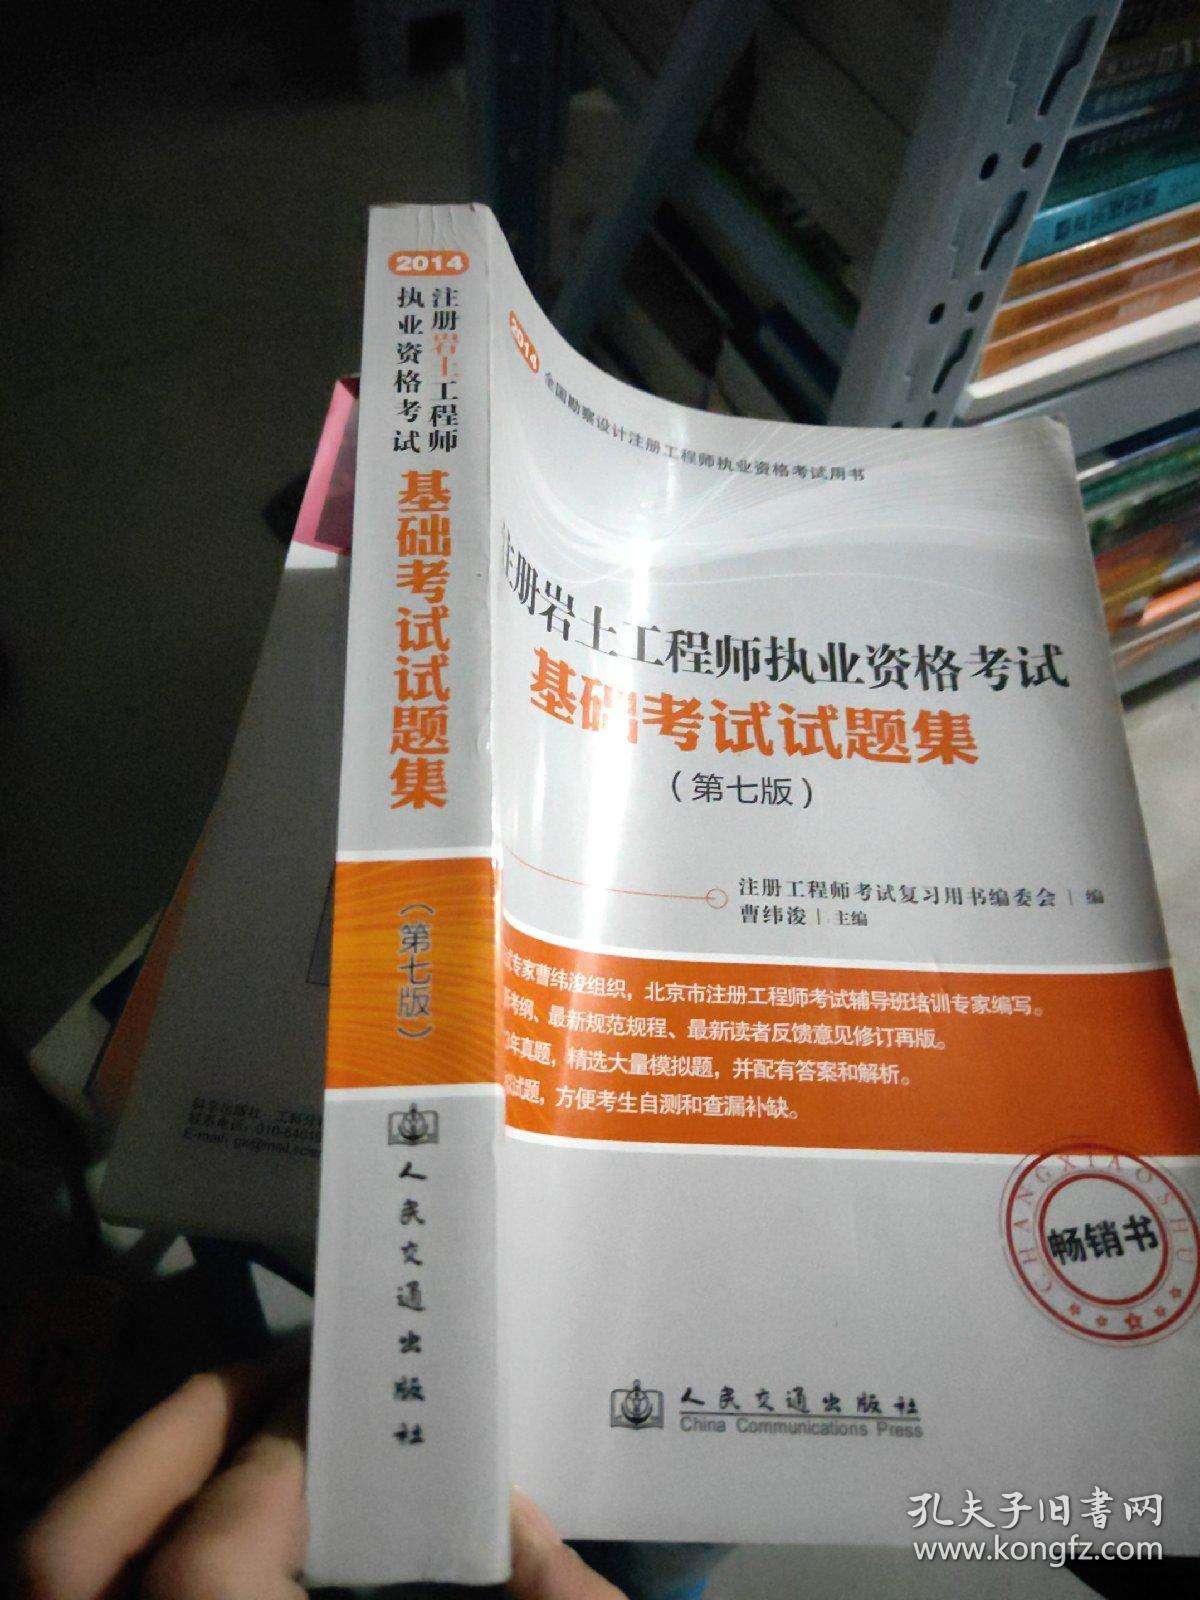 2014
注册岩土工程师
执业资格考试
基础考试试题集
（第七版）
人民交通出版社
2014
全国勘察设计注册工程师执业资格考试用书
注册岩土工程师执业资格考试
基础考试试题集
（第七版）
注册工程师考试复习用书编委会｜编
曹纬浚｜主编
专家曹纬浚组织，北京市注册工程师考试辅导班培训专家编写。
考纲、最新规范规程、最新读者反馈意见修订再版。
年真题，精选大量模拟题，并配有答案和解析。
试题，方便考生自测和查漏补缺。
CHANGXIAOSHU
畅销书
人民交通出版社
China Communications Press
孔夫子旧书网
www.kongfz.com